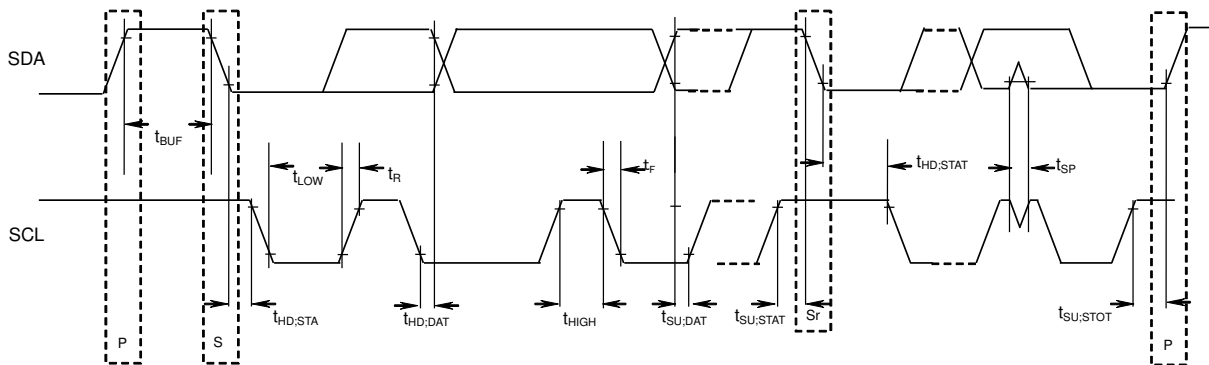 SDA
tBUF
tLOW
tR
tF
tHD;STAT
tSP
SCL
tHD;STA
tHD;DAT
tHIGH
tSU;DAT
tSU;STAT
Sr
tSU;STOT
P
S
P